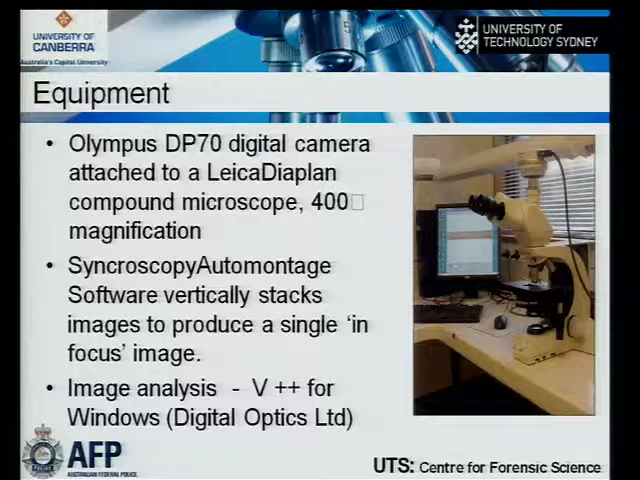 UNIVERSITY OF
CANBERRA
Australia's Capital University
UNIVERSITY OF
TECHNOLOGY SYDNEY
Equipment
• Olympus DP70 digital camera
attached to a LeicaDiaplan
compound microscope, 400□
magnification
• SyncroscopyAutomontage
Software vertically stacks
images to produce a single ‘in
focus’ image.
• Image analysis - V ++ for
Windows (Digital Optics Ltd)
AFP
AUSTRALIAN FEDERAL POLICE
UTS: Centre for Forensic Science